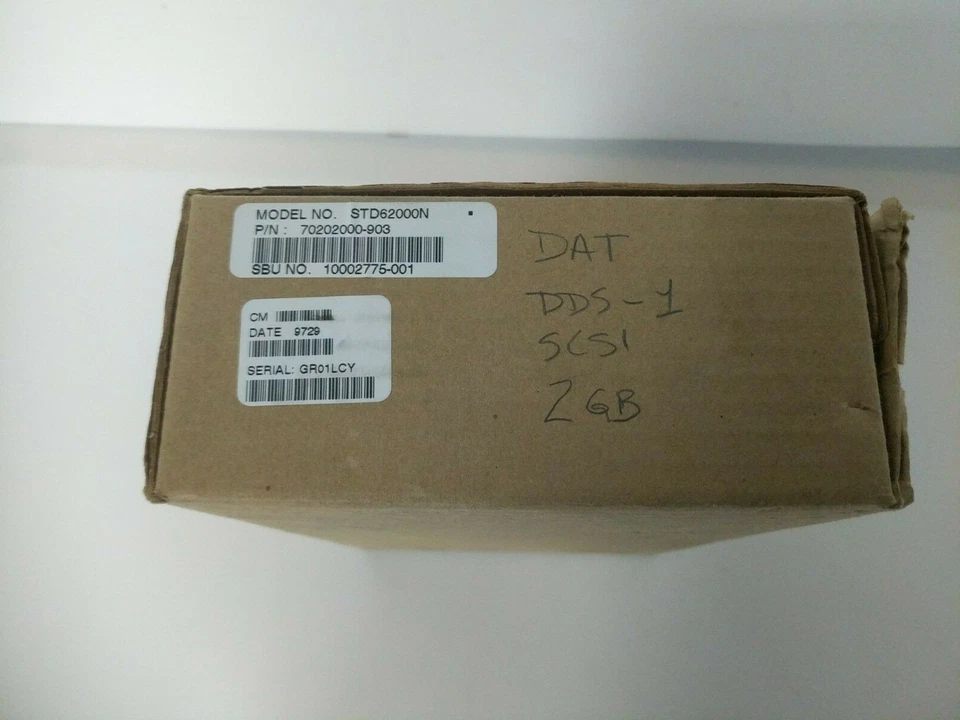 MODEL NO. STD62000N
P/N : 70202000-903
SBU NO. 10002775-001
CM
DATE 9729
SERIAL: GR01LCY
DAT
DDS-1
SCSI
2GB